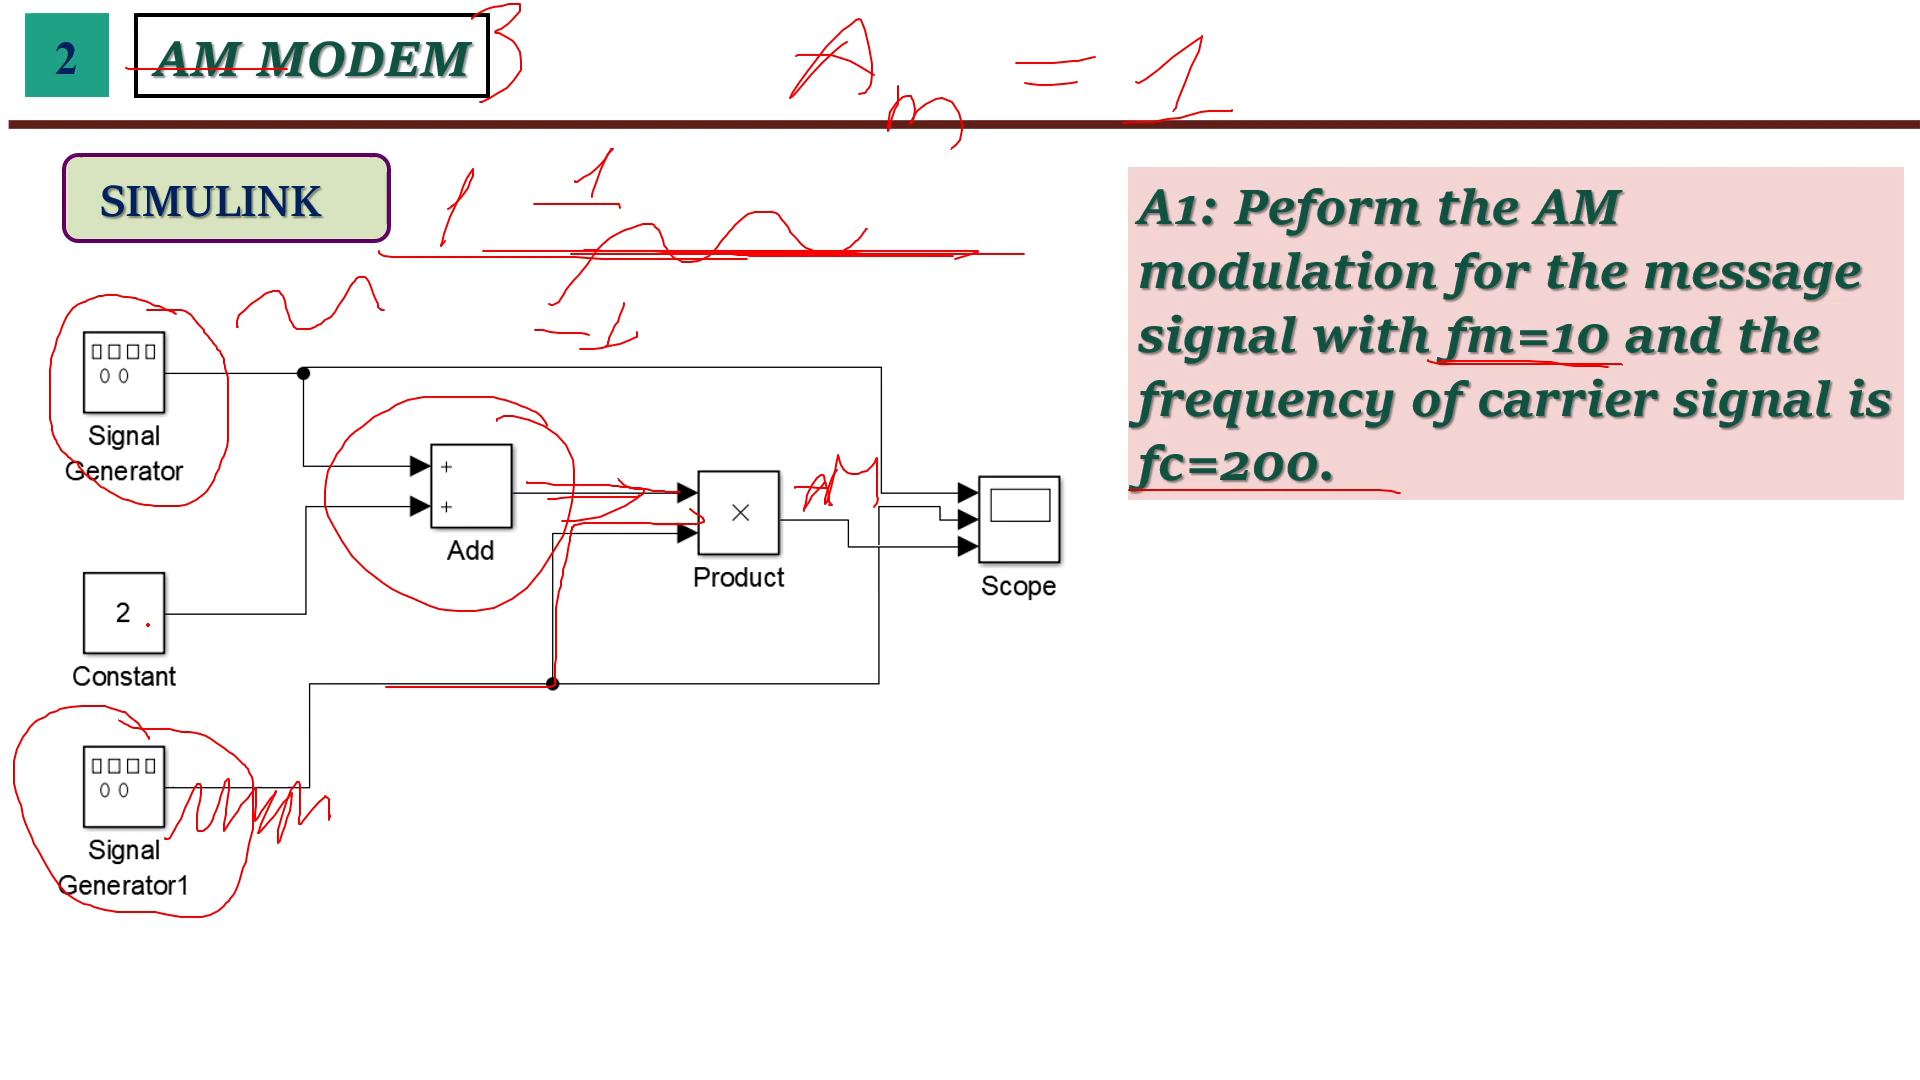 2
AM MODEM
3
Am = 1
SIMULINK
1
-1
Signal
Generator
+
+
Add
×
Product
AM
Scope
2
Constant
Signal
Generator1
A1: Peform the AM
modulation for the message
signal with fm=10 and the
frequency of carrier signal is
fc=200.